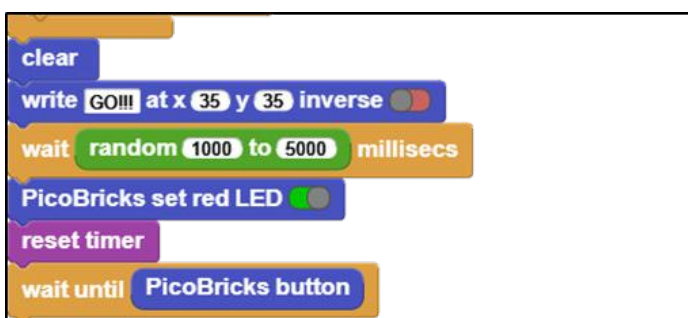 clear
write GO!!! at x 35 y 35 inverse
wait random 1000 to 5000 millisecs
PicoBricks set red LED
reset timer
wait until PicoBricks button